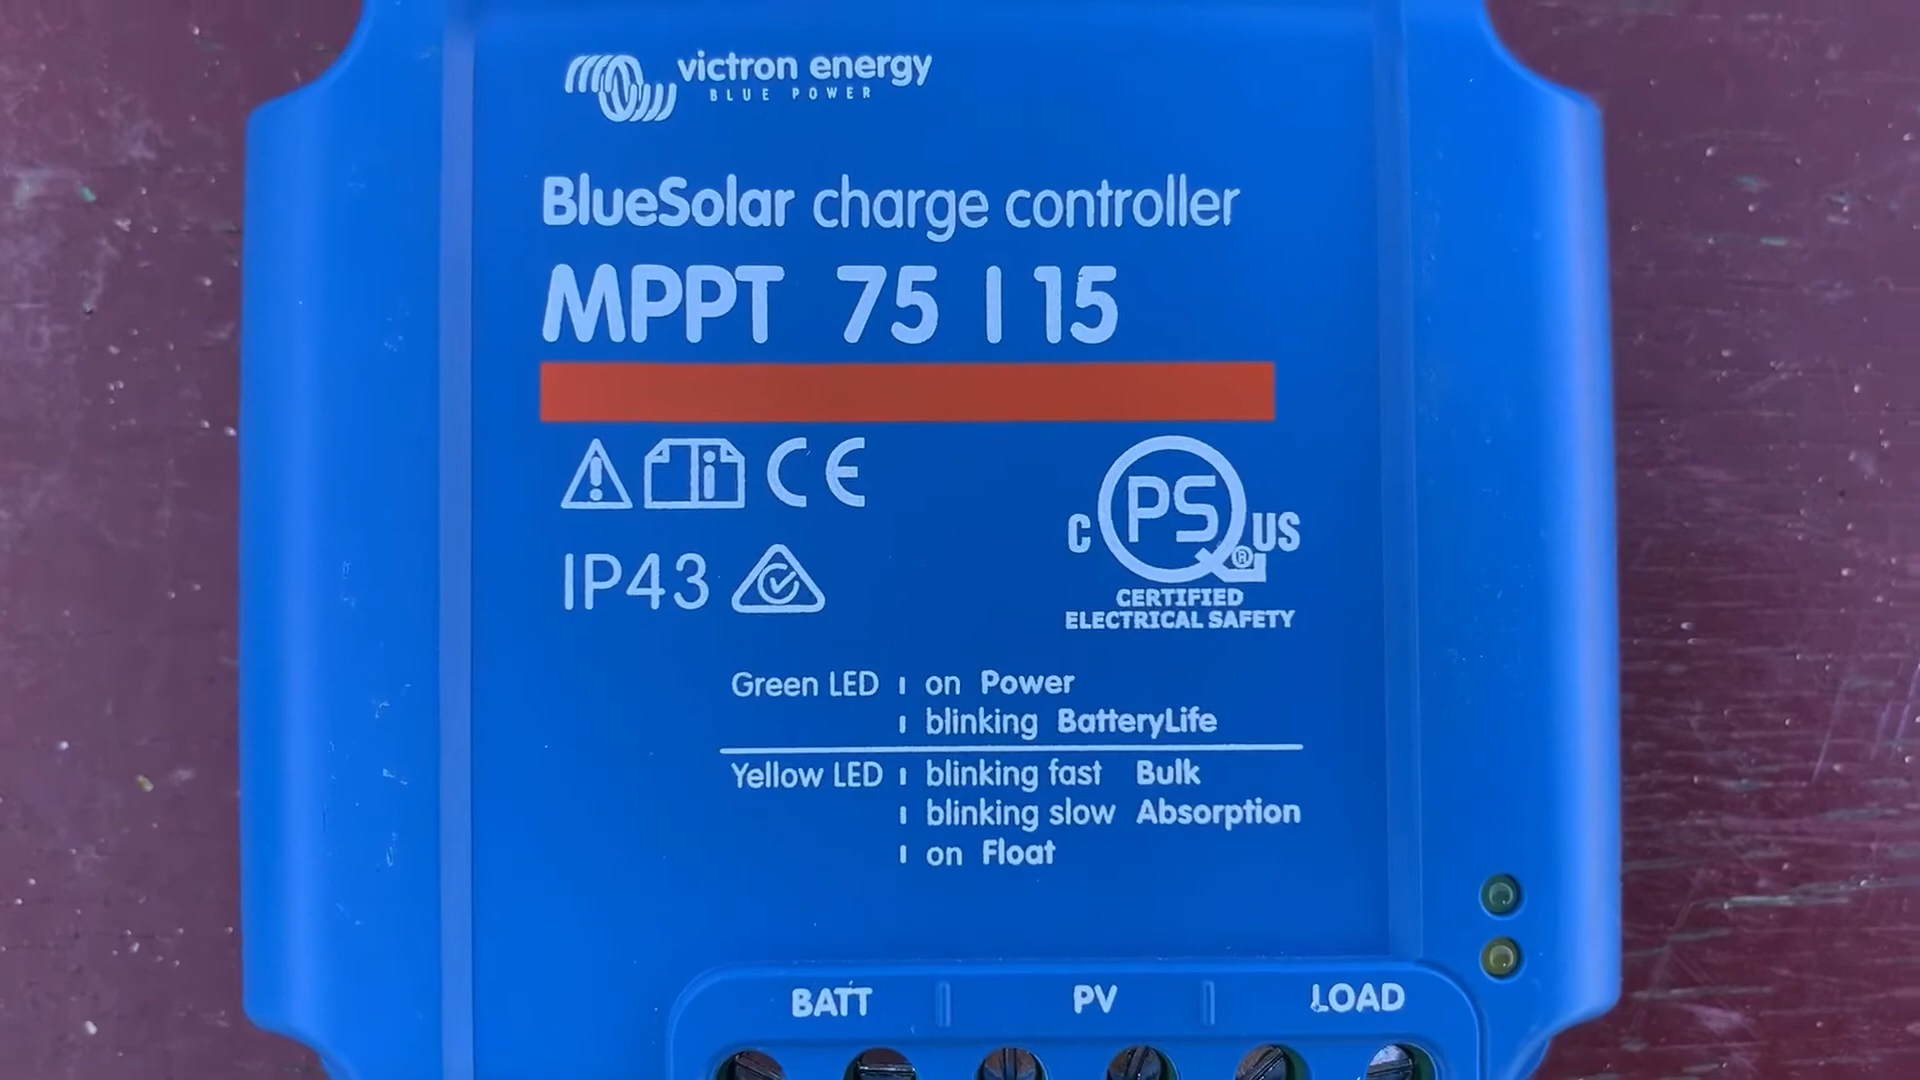 victron energy
BLUE POWER
BlueSolar charge controller
MPPT 75 | 15
CE
IP43
C PS US
®
CERTIFIED
ELECTRICAL SAFETY
Green LED | on Power
| blinking BatteryLife
Yellow LED | blinking fast Bulk
| blinking slow Absorption
| on Float
BATT | PV | LOAD